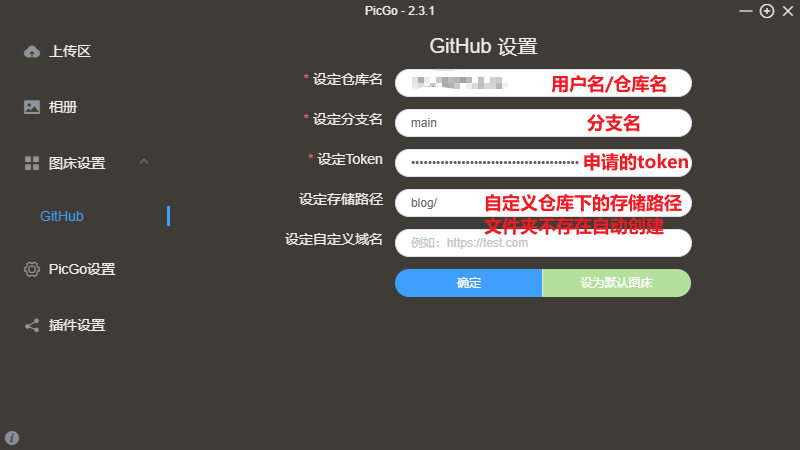 PicGo - 2.3.1
上传区
相册
图床设置
GitHub
PicGo设置
插件设置
GitHub 设置
* 设定仓库名
用户名/仓库名
* 设定分支名
main
分支名
* 设定Token
申请的token
设定存储路径
blog/
自定义仓库下的存储路径
文件夹不存在自动创建
设定自定义域名
例如：https://test.com
确定
设为默认图床